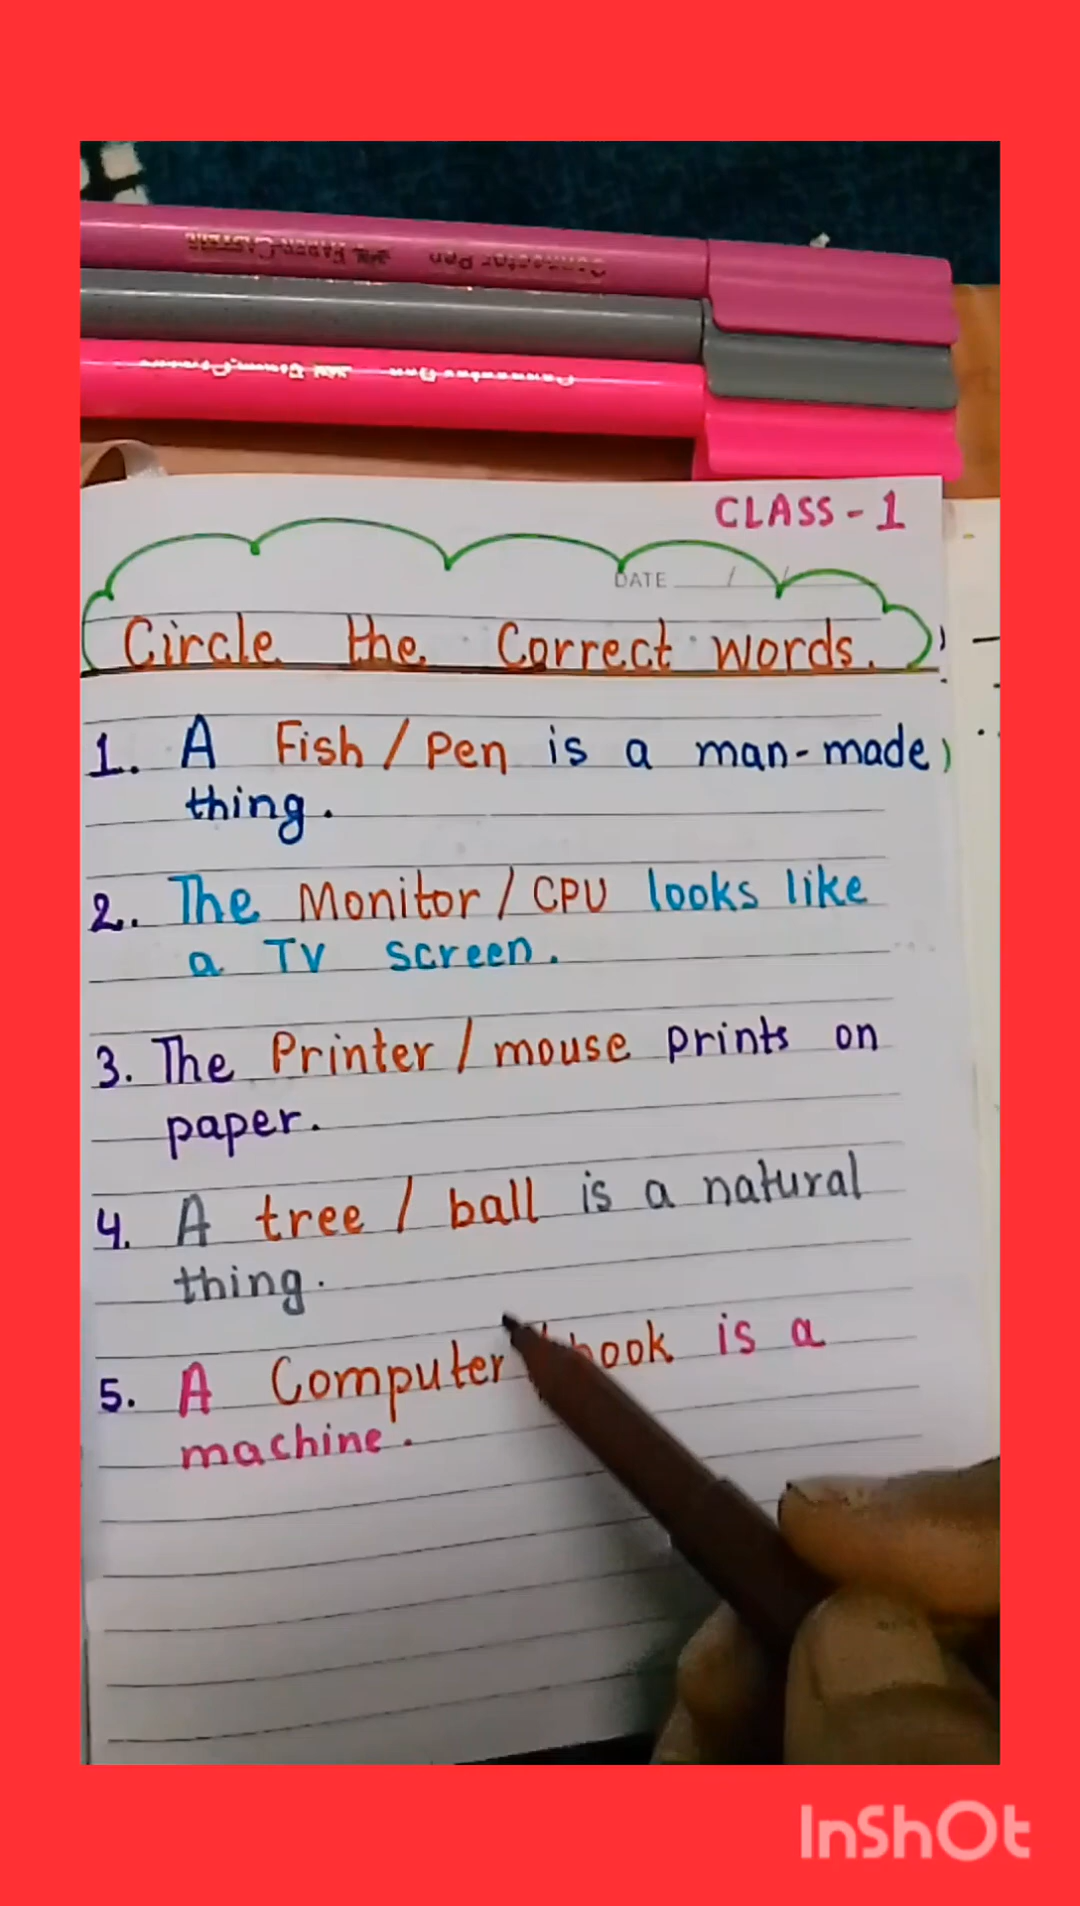 CLASS - 1
DATE / /
Circle the Correct words.
1. A Fish / Pen is a man-made
thing.
2. The Monitor / CPU looks like
a TV screen.
3. The Printer / mouse prints on
paper.
4. A tree / ball is a natural
thing.
5. A Computer / book is a
machine.
InShOt